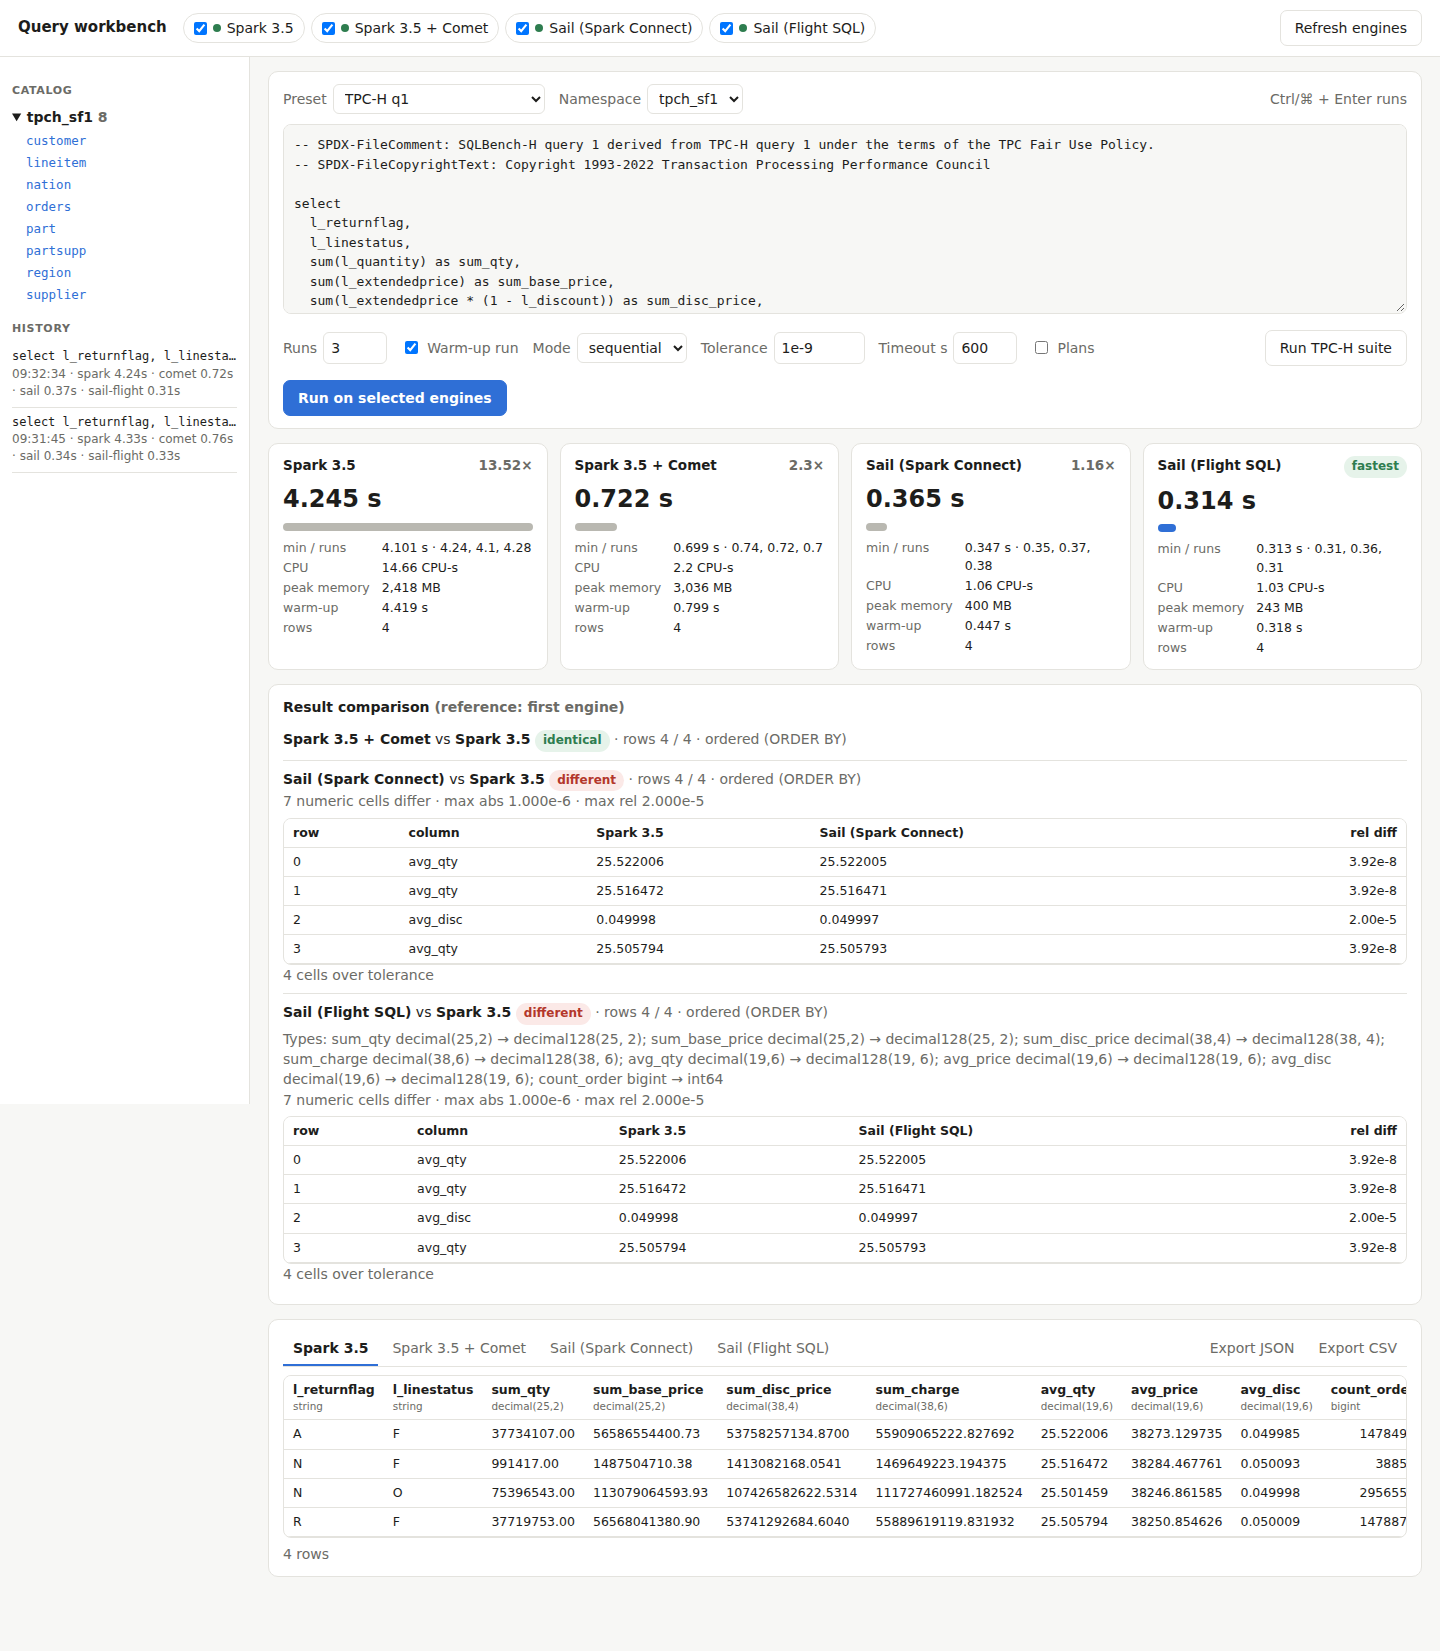 Query workbench
Spark 3.5
Spark 3.5 + Comet
Sail (Spark Connect)
Sail (Flight SQL)
Refresh engines
CATALOG
tpch_sf1 8
customer
lineitem
nation
orders
part
partsupp
region
supplier
HISTORY
select l_returnflag, l_linesta…
09:32:34 · spark 4.24s · comet 0.72s
· sail 0.37s · sail-flight 0.31s
select l_returnflag, l_linesta…
09:31:45 · spark 4.33s · comet 0.76s
· sail 0.34s · sail-flight 0.33s
Preset TPC-H q1 Namespace tpch_sf1 Ctrl/⌘ + Enter runs
-- SPDX-FileComment: SQLBench-H query 1 derived from TPC-H query 1 under the terms of the TPC Fair Use Policy.
-- SPDX-FileCopyrightText: Copyright 1993-2022 Transaction Processing Performance Council
select
l_returnflag,
l_linestatus,
sum(l_quantity) as sum_qty,
sum(l_extendedprice) as sum_base_price,
sum(l_extendedprice * (1 - l_discount)) as sum_disc_price,
Runs 3 Warm-up run Mode sequential Tolerance 1e-9 Timeout s 600 Plans Run TPC-H suite
Run on selected engines
Spark 3.5 13.52×
4.245 s
min / runs 4.101 s · 4.24, 4.1, 4.28
CPU 14.66 CPU-s
peak memory 2,418 MB
warm-up 4.419 s
rows 4
Spark 3.5 + Comet 2.3×
0.722 s
min / runs 0.699 s · 0.74, 0.72, 0.7
CPU 2.2 CPU-s
peak memory 3,036 MB
warm-up 0.799 s
rows 4
Sail (Spark Connect) 1.16×
0.365 s
min / runs 0.347 s · 0.35, 0.37,
0.38
CPU 1.06 CPU-s
peak memory 400 MB
warm-up 0.447 s
rows 4
Sail (Flight SQL) fastest
0.314 s
min / runs 0.313 s · 0.31, 0.36,
0.31
CPU 1.03 CPU-s
peak memory 243 MB
warm-up 0.318 s
rows 4
Result comparison (reference: first engine)
Spark 3.5 + Comet vs Spark 3.5 identical · rows 4 / 4 · ordered (ORDER BY)
Sail (Spark Connect) vs Spark 3.5 different · rows 4 / 4 · ordered (ORDER BY)
7 numeric cells differ · max abs 1.000e-6 · max rel 2.000e-5
row column Spark 3.5 Sail (Spark Connect) rel diff
0 avg_qty 25.522006 25.522005 3.92e-8
1 avg_qty 25.516472 25.516471 3.92e-8
2 avg_disc 0.049998 0.049997 2.00e-5
3 avg_qty 25.505794 25.505793 3.92e-8
4 cells over tolerance
Sail (Flight SQL) vs Spark 3.5 different · rows 4 / 4 · ordered (ORDER BY)
Types: sum_qty decimal(25,2) → decimal128(25, 2); sum_base_price decimal(25,2) → decimal128(25, 2); sum_disc_price decimal(38,4) → decimal128(38, 4);
sum_charge decimal(38,6) → decimal128(38, 6); avg_qty decimal(19,6) → decimal128(19, 6); avg_price decimal(19,6) → decimal128(19, 6); avg_disc
decimal(19,6) → decimal128(19, 6); count_order bigint → int64
7 numeric cells differ · max abs 1.000e-6 · max rel 2.000e-5
row column Spark 3.5 Sail (Flight SQL) rel diff
0 avg_qty 25.522006 25.522005 3.92e-8
1 avg_qty 25.516472 25.516471 3.92e-8
2 avg_disc 0.049998 0.049997 2.00e-5
3 avg_qty 25.505794 25.505793 3.92e-8
4 cells over tolerance
Spark 3.5 Spark 3.5 + Comet Sail (Spark Connect) Sail (Flight SQL) Export JSON Export CSV
l_returnflag l_linestatus sum_qty sum_base_price sum_disc_price sum_charge avg_qty avg_price avg_disc count_orde
string string decimal(25,2) decimal(25,2) decimal(38,4) decimal(38,6) decimal(19,6) decimal(19,6) decimal(19,6) bigint
A F 37734107.00 56586554400.73 53758257134.8700 55909065222.827692 25.522006 38273.129735 0.049985 147849
N F 991417.00 1487504710.38 1413082168.0541 1469649223.194375 25.516472 38284.467761 0.050093 3885
N O 75396543.00 113079064593.93 107426582622.5314 111727460991.182524 25.501459 38246.861585 0.049998 295655
R F 37719753.00 56568041380.90 53741292684.6040 55889619119.831932 25.505794 38250.854626 0.050009 147887
4 rows